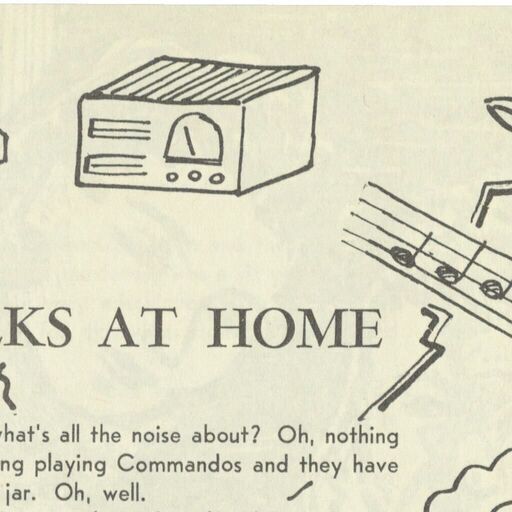 KS AT HOME
what's all the noise about? Oh, nothing
ng playing Commandos and they have
jar. Oh, well.